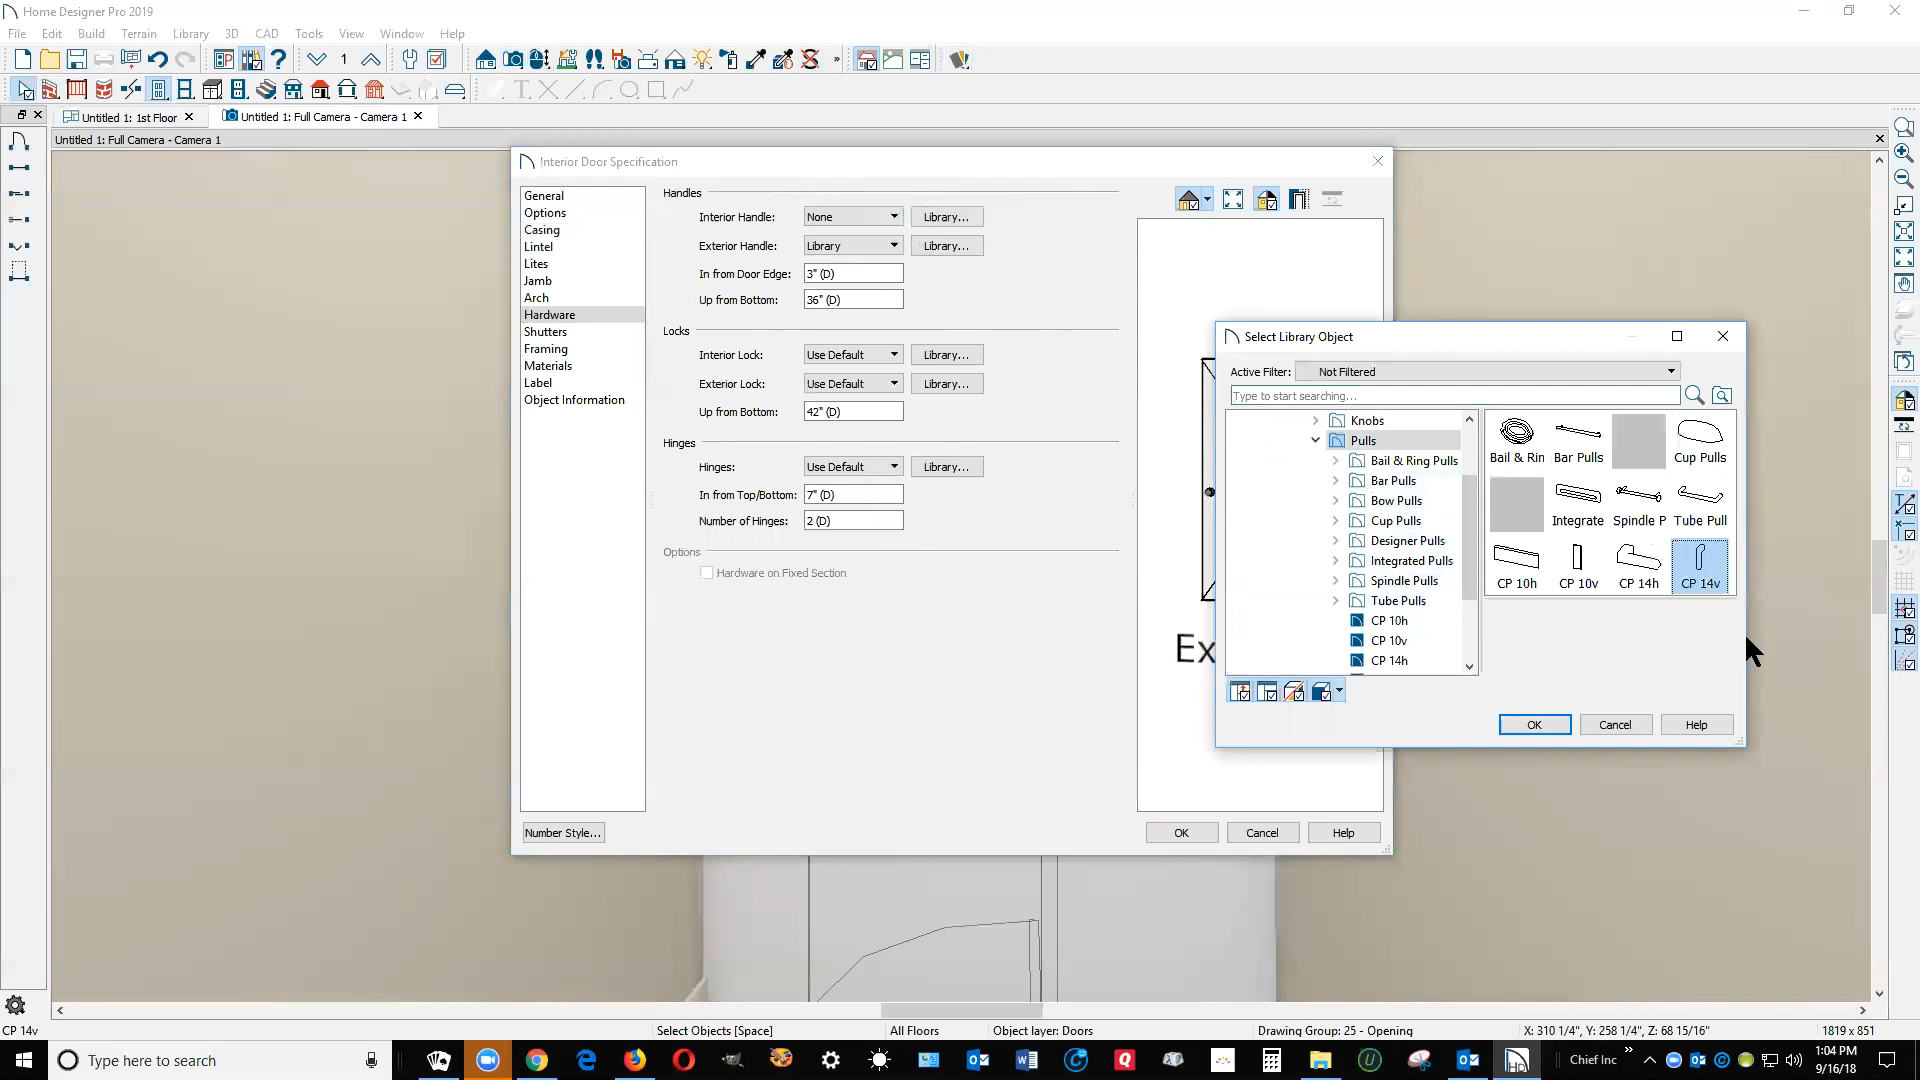 Home Designer Pro 2019
File Edit Build Terrain Library 3D CAD Tools View Window Help
1
Untitled 1: 1st Floor
Untitled 1: Full Camera - Camera 1
Untitled 1: Full Camera - Camera 1
Interior Door Specification
General
Options
Casing
Lintel
Lites
Jamb
Arch
Hardware
Shutters
Framing
Materials
Label
Object Information
Handles
Interior Handle: None Library...
Exterior Handle: Library Library...
In from Door Edge: 3" (D)
Up from Bottom: 36" (D)
Locks
Interior Lock: Use Default Library...
Exterior Lock: Use Default Library...
Up from Bottom: 42" (D)
Hinges
Hinges: Use Default Library...
In from Top/Bottom: 7" (D)
Number of Hinges: 2 (D)
Options
Hardware on Fixed Section
Ex
Number Style... OK Cancel Help
Select Library Object
Active Filter: Not Filtered
Type to start searching...
Knobs
Pulls
Bail & Ring Pulls
Bar Pulls
Bow Pulls
Cup Pulls
Designer Pulls
Integrated Pulls
Spindle Pulls
Tube Pulls
CP 10h
CP 10v
CP 14h
Bail & Rin Bar Pulls Cup Pulls
Integrate Spindle P Tube Pull
CP 10h CP 10v CP 14h CP 14v
OK Cancel Help
CP 14v Select Objects [Space] All Floors Object layer: Doors Drawing Group: 25 - Opening X: 310 1/4", Y: 258 1/4", Z: 68 15/16" 1819 x 851
Type here to search
Chief Inc
1:04 PM
9/16/18